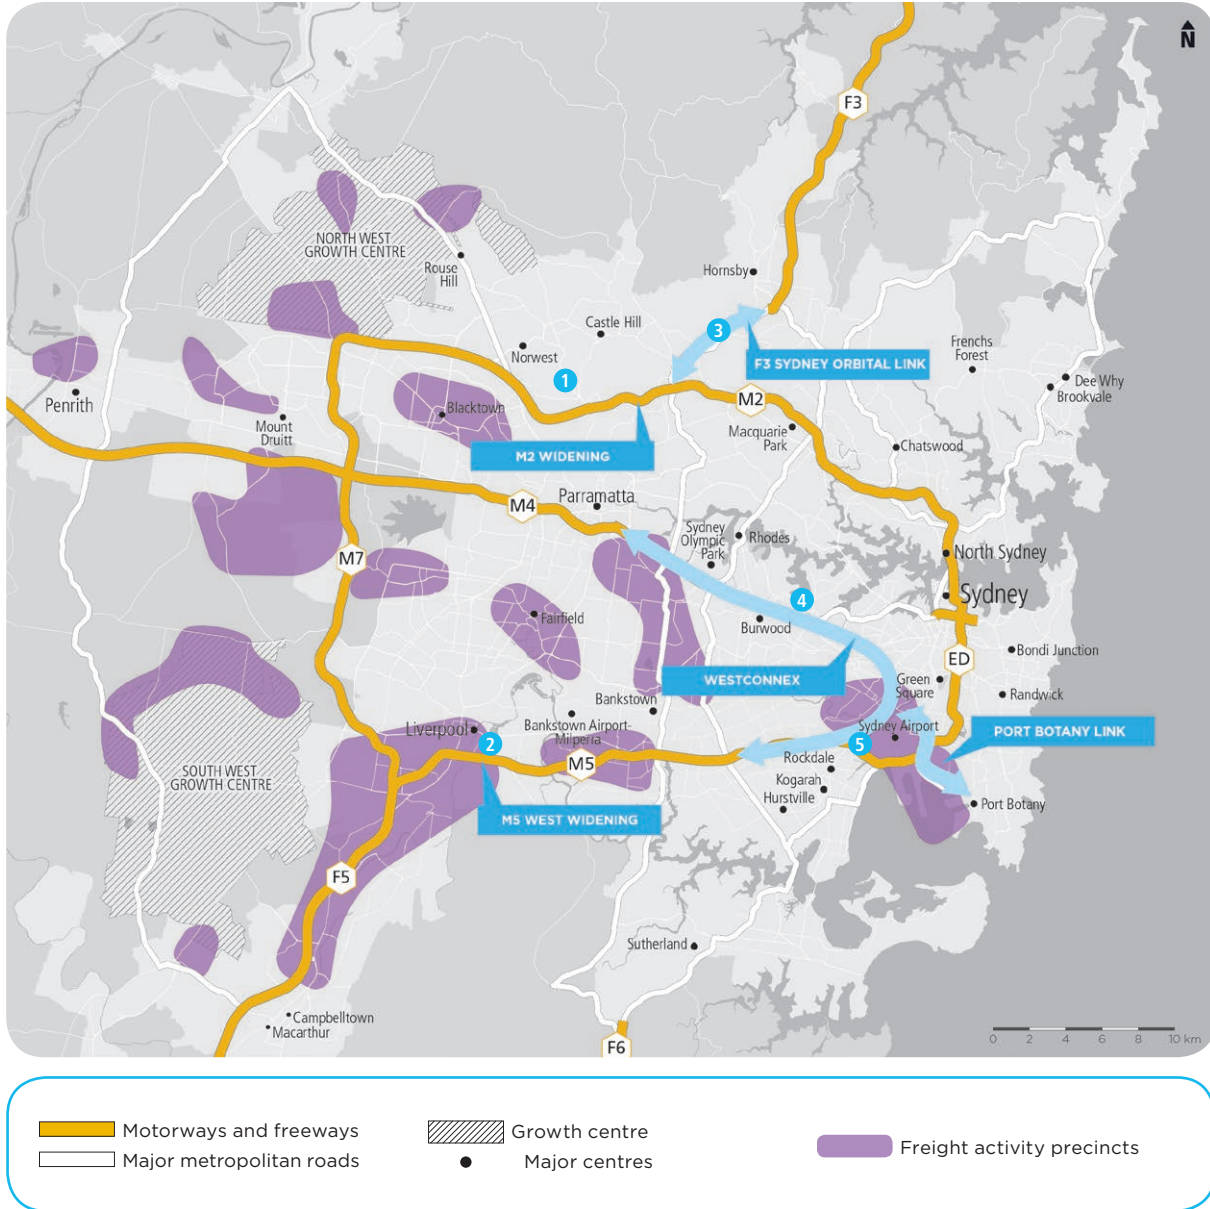 N
F3
NORTH WEST
GROWTH CENTRE
Rouse
Hill
Hornsby
Castle Hill
3
Norwest
1
F3 SYDNEY ORBITAL LINK
Frenchs
Forest
Dee Why
Brookvale
Penrith
Mount
Druitt
Blacktown
M2
Macquarie
Park
Chatswood
M2 WIDENING
M4
Parramatta
Sydney
Olympic
Park
Rhodes
North Sydney
M7
Sydney
4
Fairfield
Burwood
ED
Bondi Junction
WESTCONNEX
Green
Square
Randwick
Bankstown
Liverpool
2
Bankstown Airport-
Milperra
Sydney Airport
5
PORT BOTANY LINK
M5
Rockdale
Kogarah
Hurstville
SOUTH WEST
GROWTH CENTRE
M5 WEST WIDENING
Port Botany
F5
Sutherland
Campbelltown
Macarthur
F6
0 2 4 6 8 10 km
Motorways and freeways
Major metropolitan roads
Growth centre
Major centres
Freight activity precincts